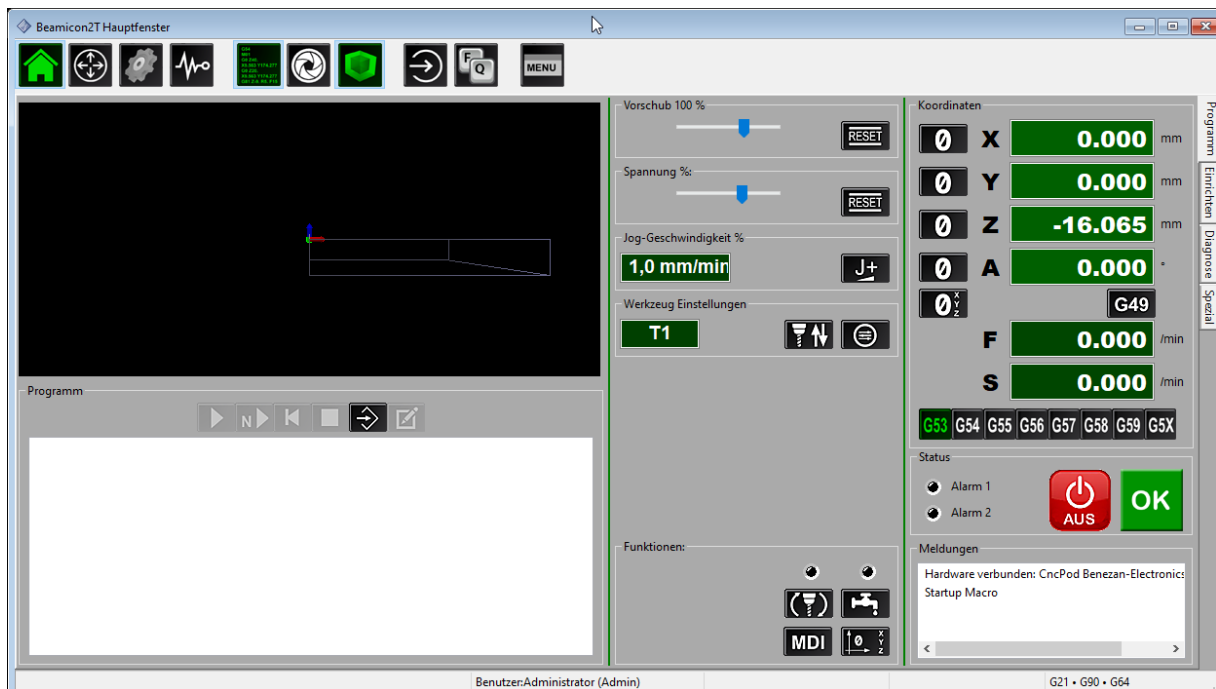 Beamicon2T Hauptfenster
MENU
Vorschub 100 %
RESET
Spannung %:
RESET
Jog-Geschwindigkeit %
1,0 mm/min
J+
Werkzeug Einstellungen
T1
Programm
N
Funktionen:
MDI
0 X Y Z
Koordinaten
0 X 0.000 mm
0 Y 0.000 mm
0 Z -16.065 mm
0 A 0.000 °
0 X Y Z G49
F 0.000 /min
S 0.000 /min
G53 G54 G55 G56 G57 G58 G59 G5X
Status
Alarm 1
Alarm 2
AUS
OK
Meldungen
Hardware verbunden: CncPod Benezan-Electronics
Startup Macro
Programm
Einrichten
Diagnose
Spezial
F
Q
Benutzer:Administrator (Admin)
G21 • G90 • G64